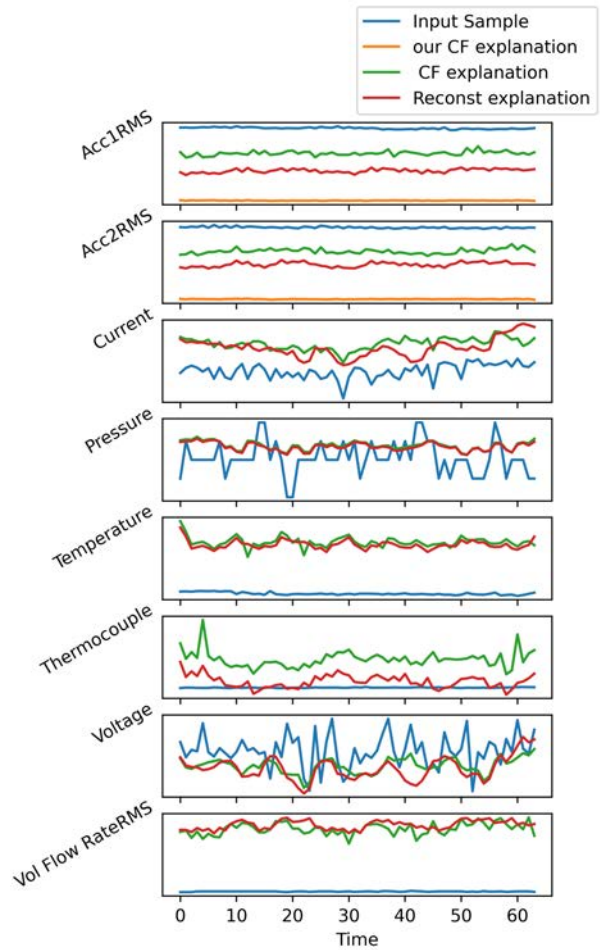 Input Sample
our CF explanation
CF explanation
Reconst explanation
Acc1RMS
Acc2RMS
Current
Pressure
Temperature
Thermocouple
Voltage
Vol Flow RateRMS
0 10 20 30 40 50 60
Time